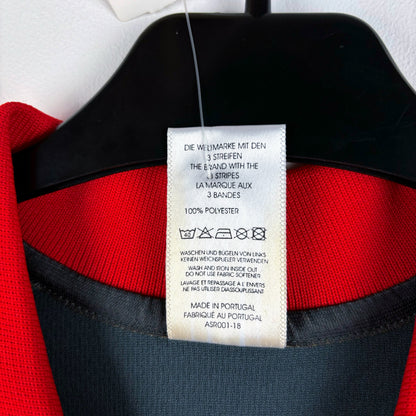 DIE WELTMARKE MIT DEN
3 STREIFEN
THE BRAND WITH THE
3 STRIPES
LA MARQUE AUX
3 BANDES
100% POLYESTER
WASCHEN UND BÜGELN VON LINKS
KEINEN WEICHSPUELER VERWENDEN
WASH AND IRON INSIDE OUT
DO NOT USE FABRIC SOFTENER
LAVAGE ET REPASSAGE A L'ENVERS
NE PAS UTILISER D'ASSOUPLISSANT
MADE IN PORTUGAL
FABRIQUÉ AU PORTUGAL
ASR001-18